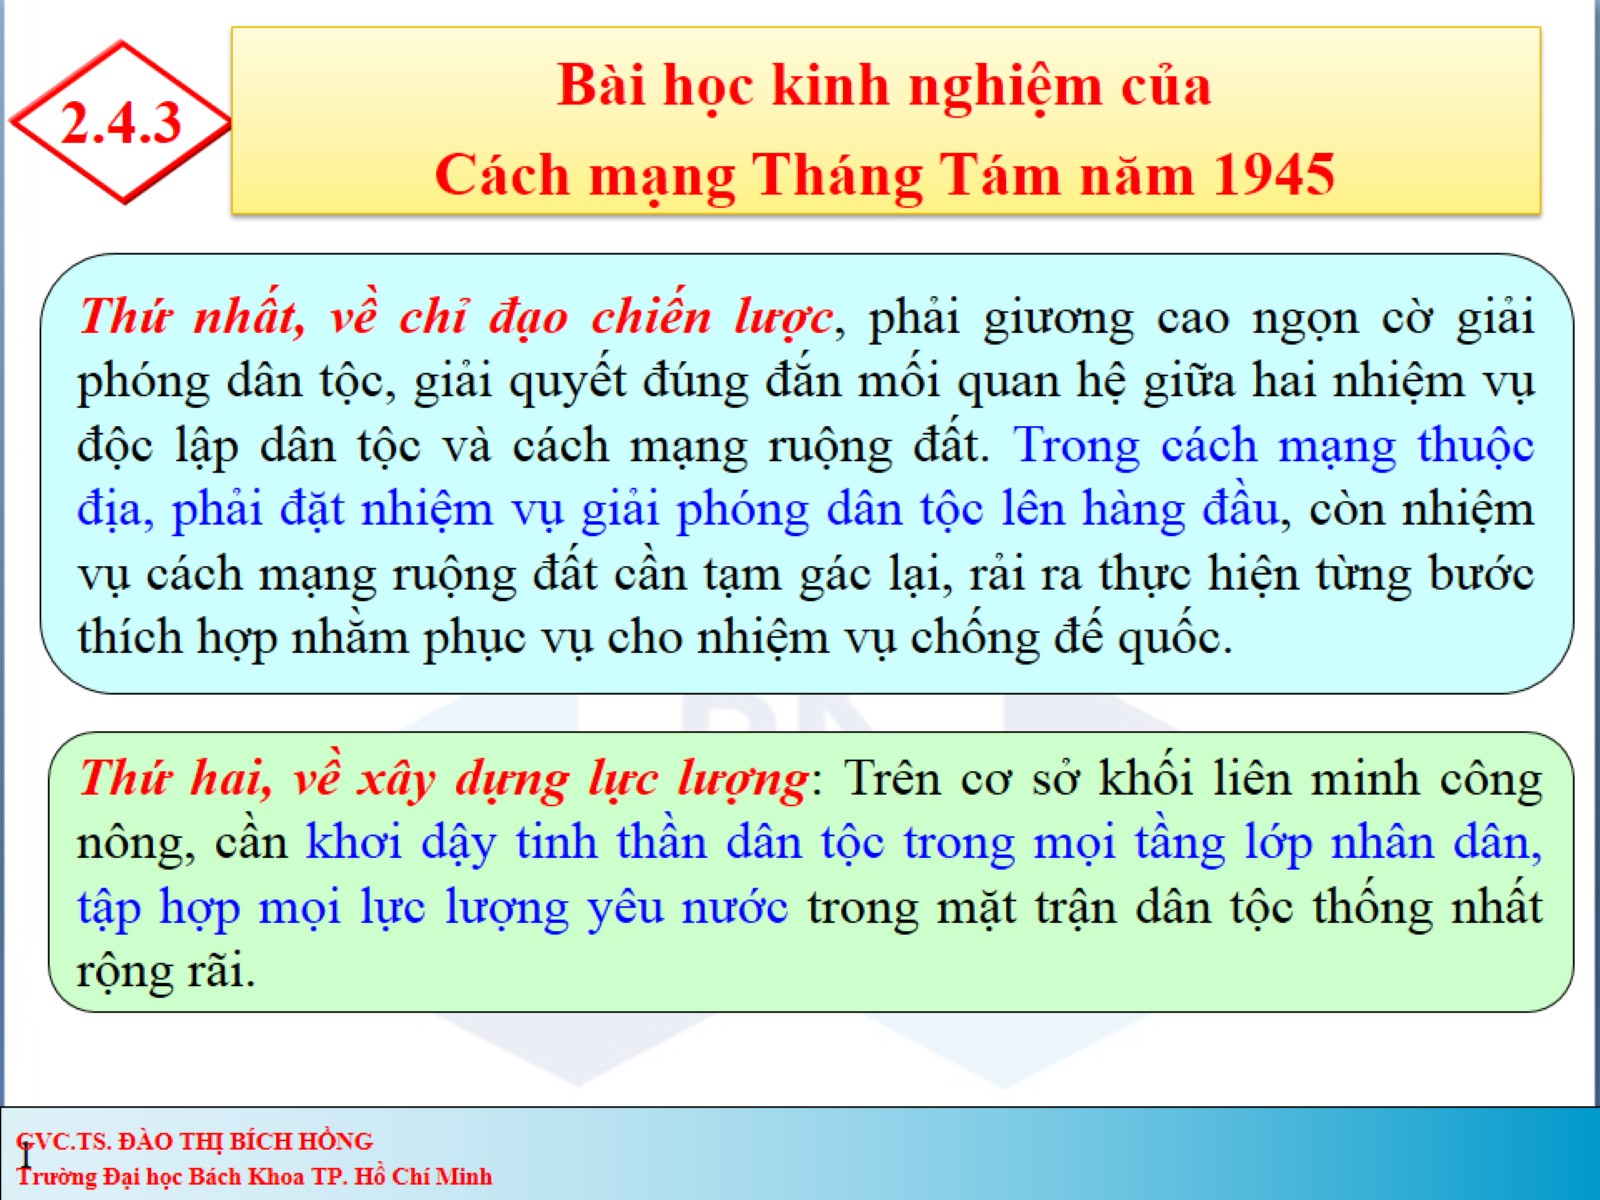 2.4.3
Bài học kinh nghiệm của
Cách mạng Tháng Tám năm 1945
Thứ nhất, về chỉ đạo chiến lược, phải giương cao ngọn cờ giải
phóng dân tộc, giải quyết đúng đắn mối quan hệ giữa hai nhiệm vụ
độc lập dân tộc và cách mạng ruộng đất. Trong cách mạng thuộc
địa, phải đặt nhiệm vụ giải phóng dân tộc lên hàng đầu, còn nhiệm
vụ cách mạng ruộng đất cần tạm gác lại, rải ra thực hiện từng bước
thích hợp nhằm phục vụ cho nhiệm vụ chống đế quốc.
Thứ hai, về xây dựng lực lượng: Trên cơ sở khối liên minh công
nông, cần khơi dậy tinh thần dân tộc trong mọi tầng lớp nhân dân,
tập hợp mọi lực lượng yêu nước trong mặt trận dân tộc thống nhất
rộng rãi.
GVC.TS. ĐÀO THỊ BÍCH HỒNG
1
Trường Đại học Bách Khoa TP. Hồ Chí Minh